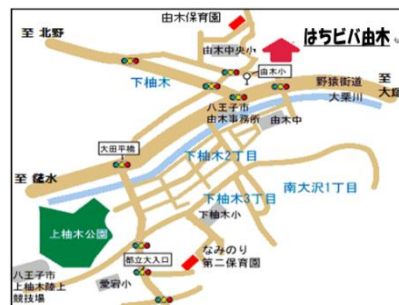 由木保育園
至 北野
由木中央小
はちビバ由木
由木小
下柚木
野猿街道
至
大栗川
八王子市
由木事務所
由木中
大田平橋
下柚木2丁目
至
下柚木3丁目
南大沢1丁目
下柚木小
上柚木公園
なみのり
第二保育園
都立大入口
八王子市
上柚木陸上
競技場
愛宕小